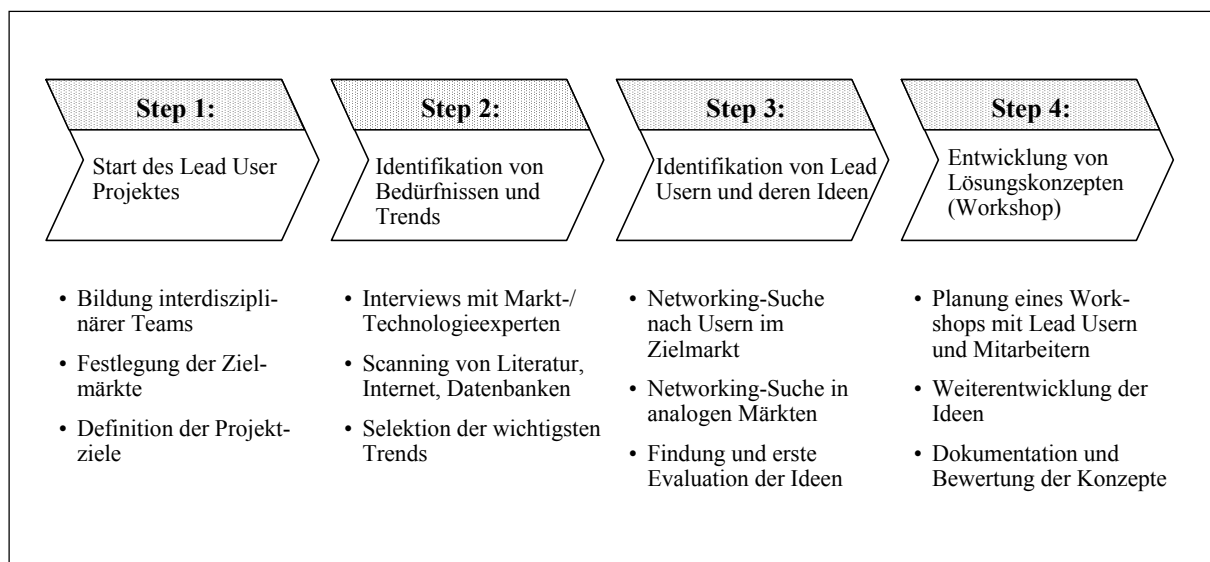 Step 1:
Start des Lead User
Projektes
• Bildung interdiszipli-
närer Teams
• Festlegung der Ziel-
märkte
• Definition der Projekt-
ziele
Step 2:
Identifikation von
Bedürfnissen und
Trends
• Interviews mit Markt-/
Technologieexperten
• Scanning von Literatur,
Internet, Datenbanken
• Selektion der wichtigsten
Trends
Step 3:
Identifikation von Lead
Usern und deren Ideen
• Networking-Suche
nach Usern im
Zielmarkt
• Networking-Suche in
analogen Märkten
• Findung und erste
Evaluation der Ideen
Step 4:
Entwicklung von
Lösungskonzepten
(Workshop)
• Planung eines Work-
shops mit Lead Usern
und Mitarbeitern
• Weiterentwicklung der
Ideen
• Dokumentation und
Bewertung der Konzepte